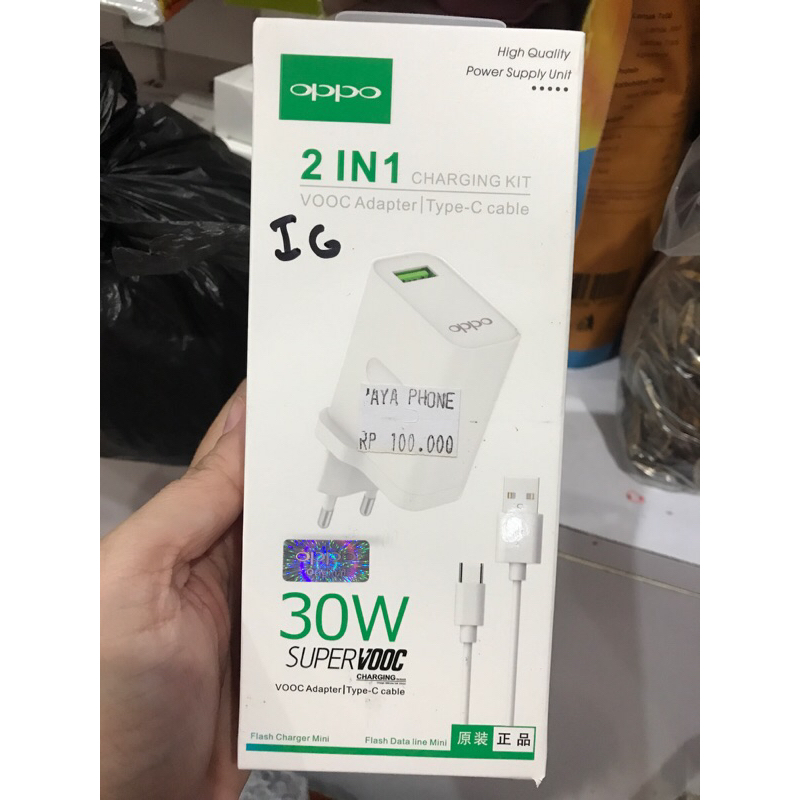 High Quality
Power Supply Unit
oppo
2 IN1 CHARGING KIT
VOOC Adapter|Type-C cable
IG
oppo
'AYA PHONE
RP 100.000
oppo
30W
SUPERVOOC
CHARGING
VOOC Adapter|Type-C cable
Flash Charger Mini
Flash Data line Mini
原装 正品